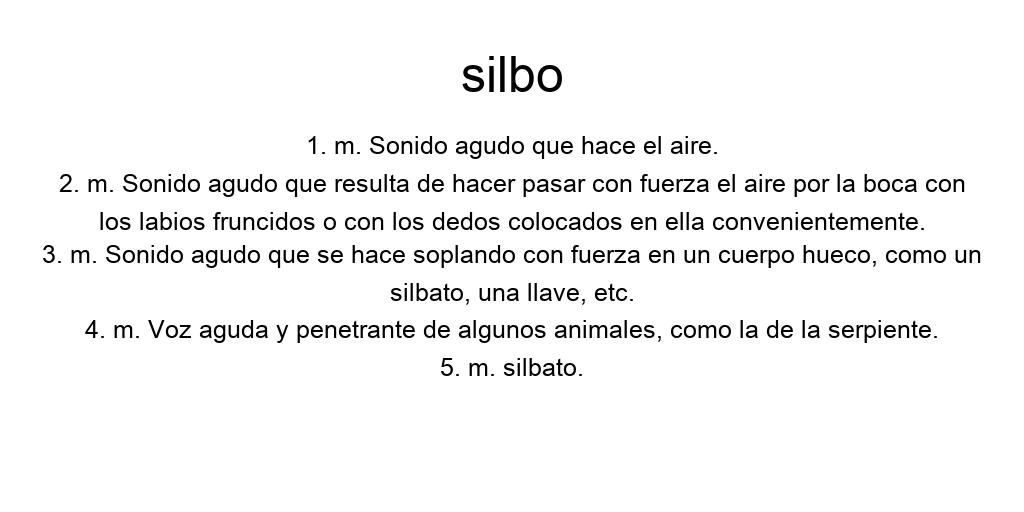 silbo
1. m. Sonido agudo que hace el aire.
2. m. Sonido agudo que resulta de hacer pasar con fuerza el aire por la boca con
los labios fruncidos o con los dedos colocados en ella convenientemente.
3. m. Sonido agudo que se hace soplando con fuerza en un cuerpo hueco, como un
silbato, una llave, etc.
4. m. Voz aguda y penetrante de algunos animales, como la de la serpiente.
5. m. silbato.